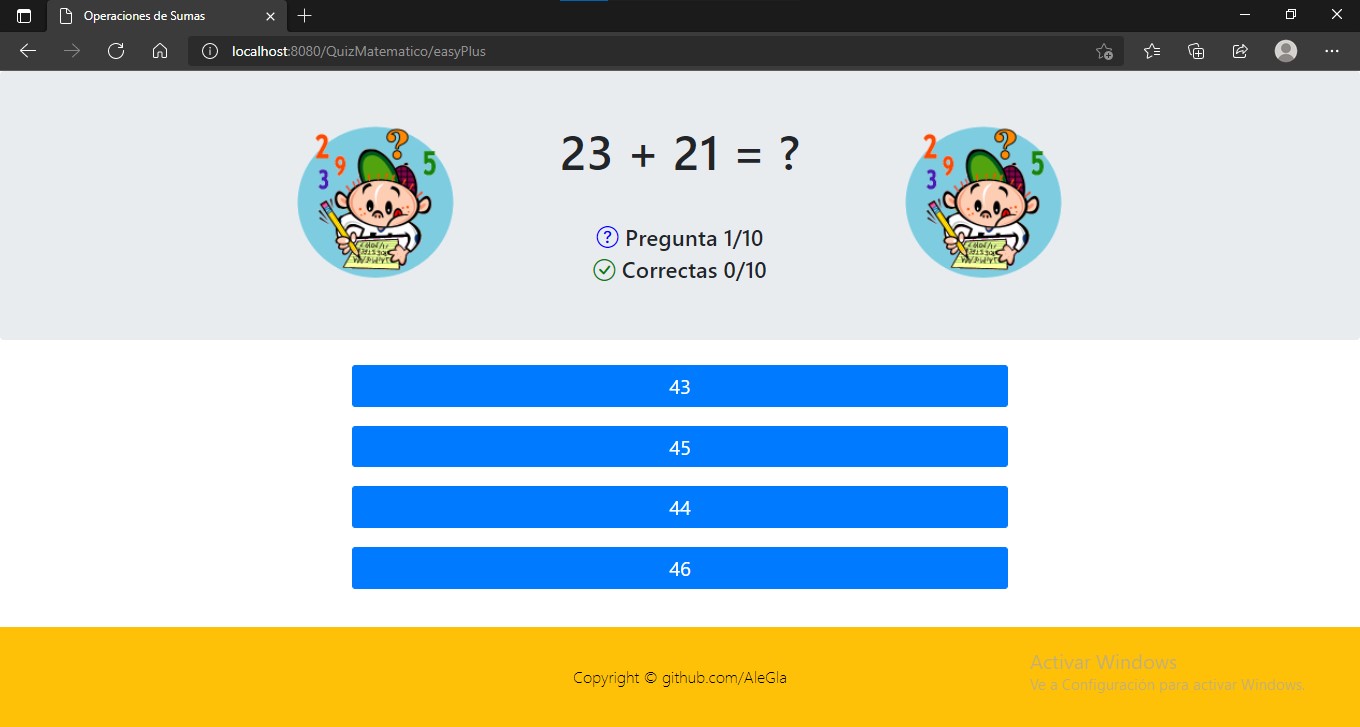 Operaciones de Sumas
localhost:8080/QuizMatematico/easyPlus
2 9 3 ? 5
23 + 21 = ?
2 9 3 ? 5
? Pregunta 1/10
Correctas 0/10
43
45
44
46
Copyright © github.com/AleGla
Activar Windows
Ve a Configuración para activar Windows.